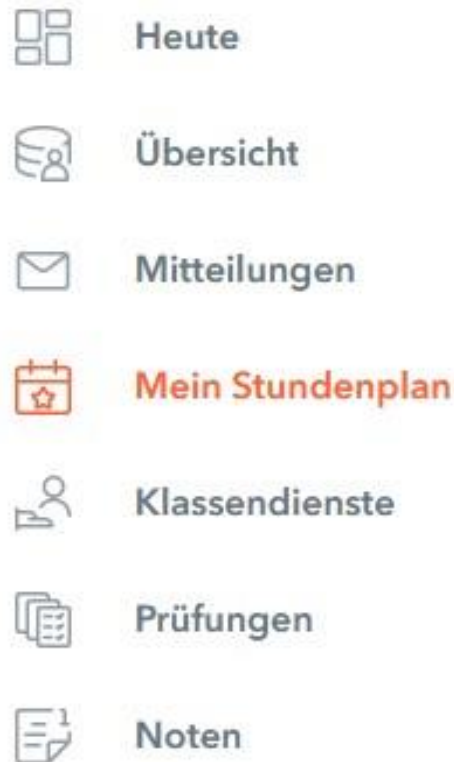 Heute
Übersicht
Mitteilungen
Mein Stundenplan
Klassendienste
Prüfungen
Noten